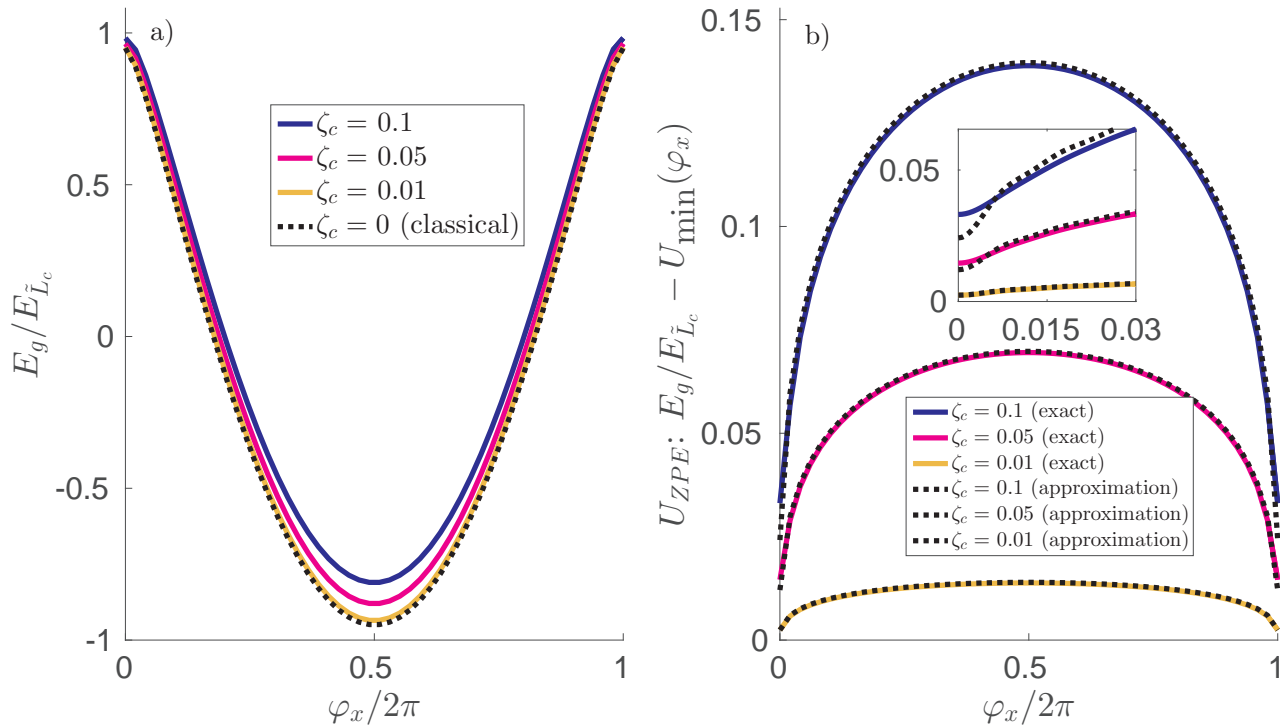 a)
1
0.5
0
-0.5
-1
E_g/E_{\tilde{L}_c}
ζ_c = 0.1
ζ_c = 0.05
ζ_c = 0.01
ζ_c = 0 (classical)
0
0.5
1
φ_x/2π
b)
0.15
0.1
0.05
0
U_{ZPE}: E_g/E_{\tilde{L}_c} − U_{min}(φ_x)
0.05
0
0
0.015
0.03
ζ_c = 0.1 (exact)
ζ_c = 0.05 (exact)
ζ_c = 0.01 (exact)
ζ_c = 0.1 (approximation)
ζ_c = 0.05 (approximation)
ζ_c = 0.01 (approximation)
0
0.5
1
φ_x/2π